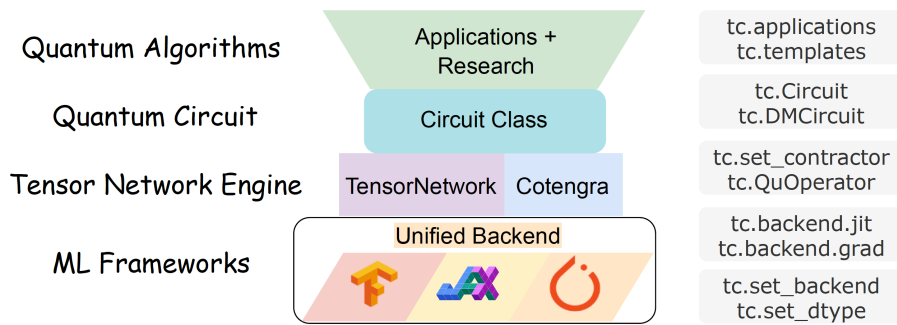 Quantum Algorithms
Applications +
Research
tc.applications
tc.templates
Quantum Circuit
Circuit Class
tc.Circuit
tc.DMCircuit
Tensor Network Engine
TensorNetwork
Cotengra
tc.set_contractor
tc.QuOperator
ML Frameworks
Unified Backend
JAX
tc.backend.jit
tc.backend.grad
tc.set_backend
tc.set_dtype